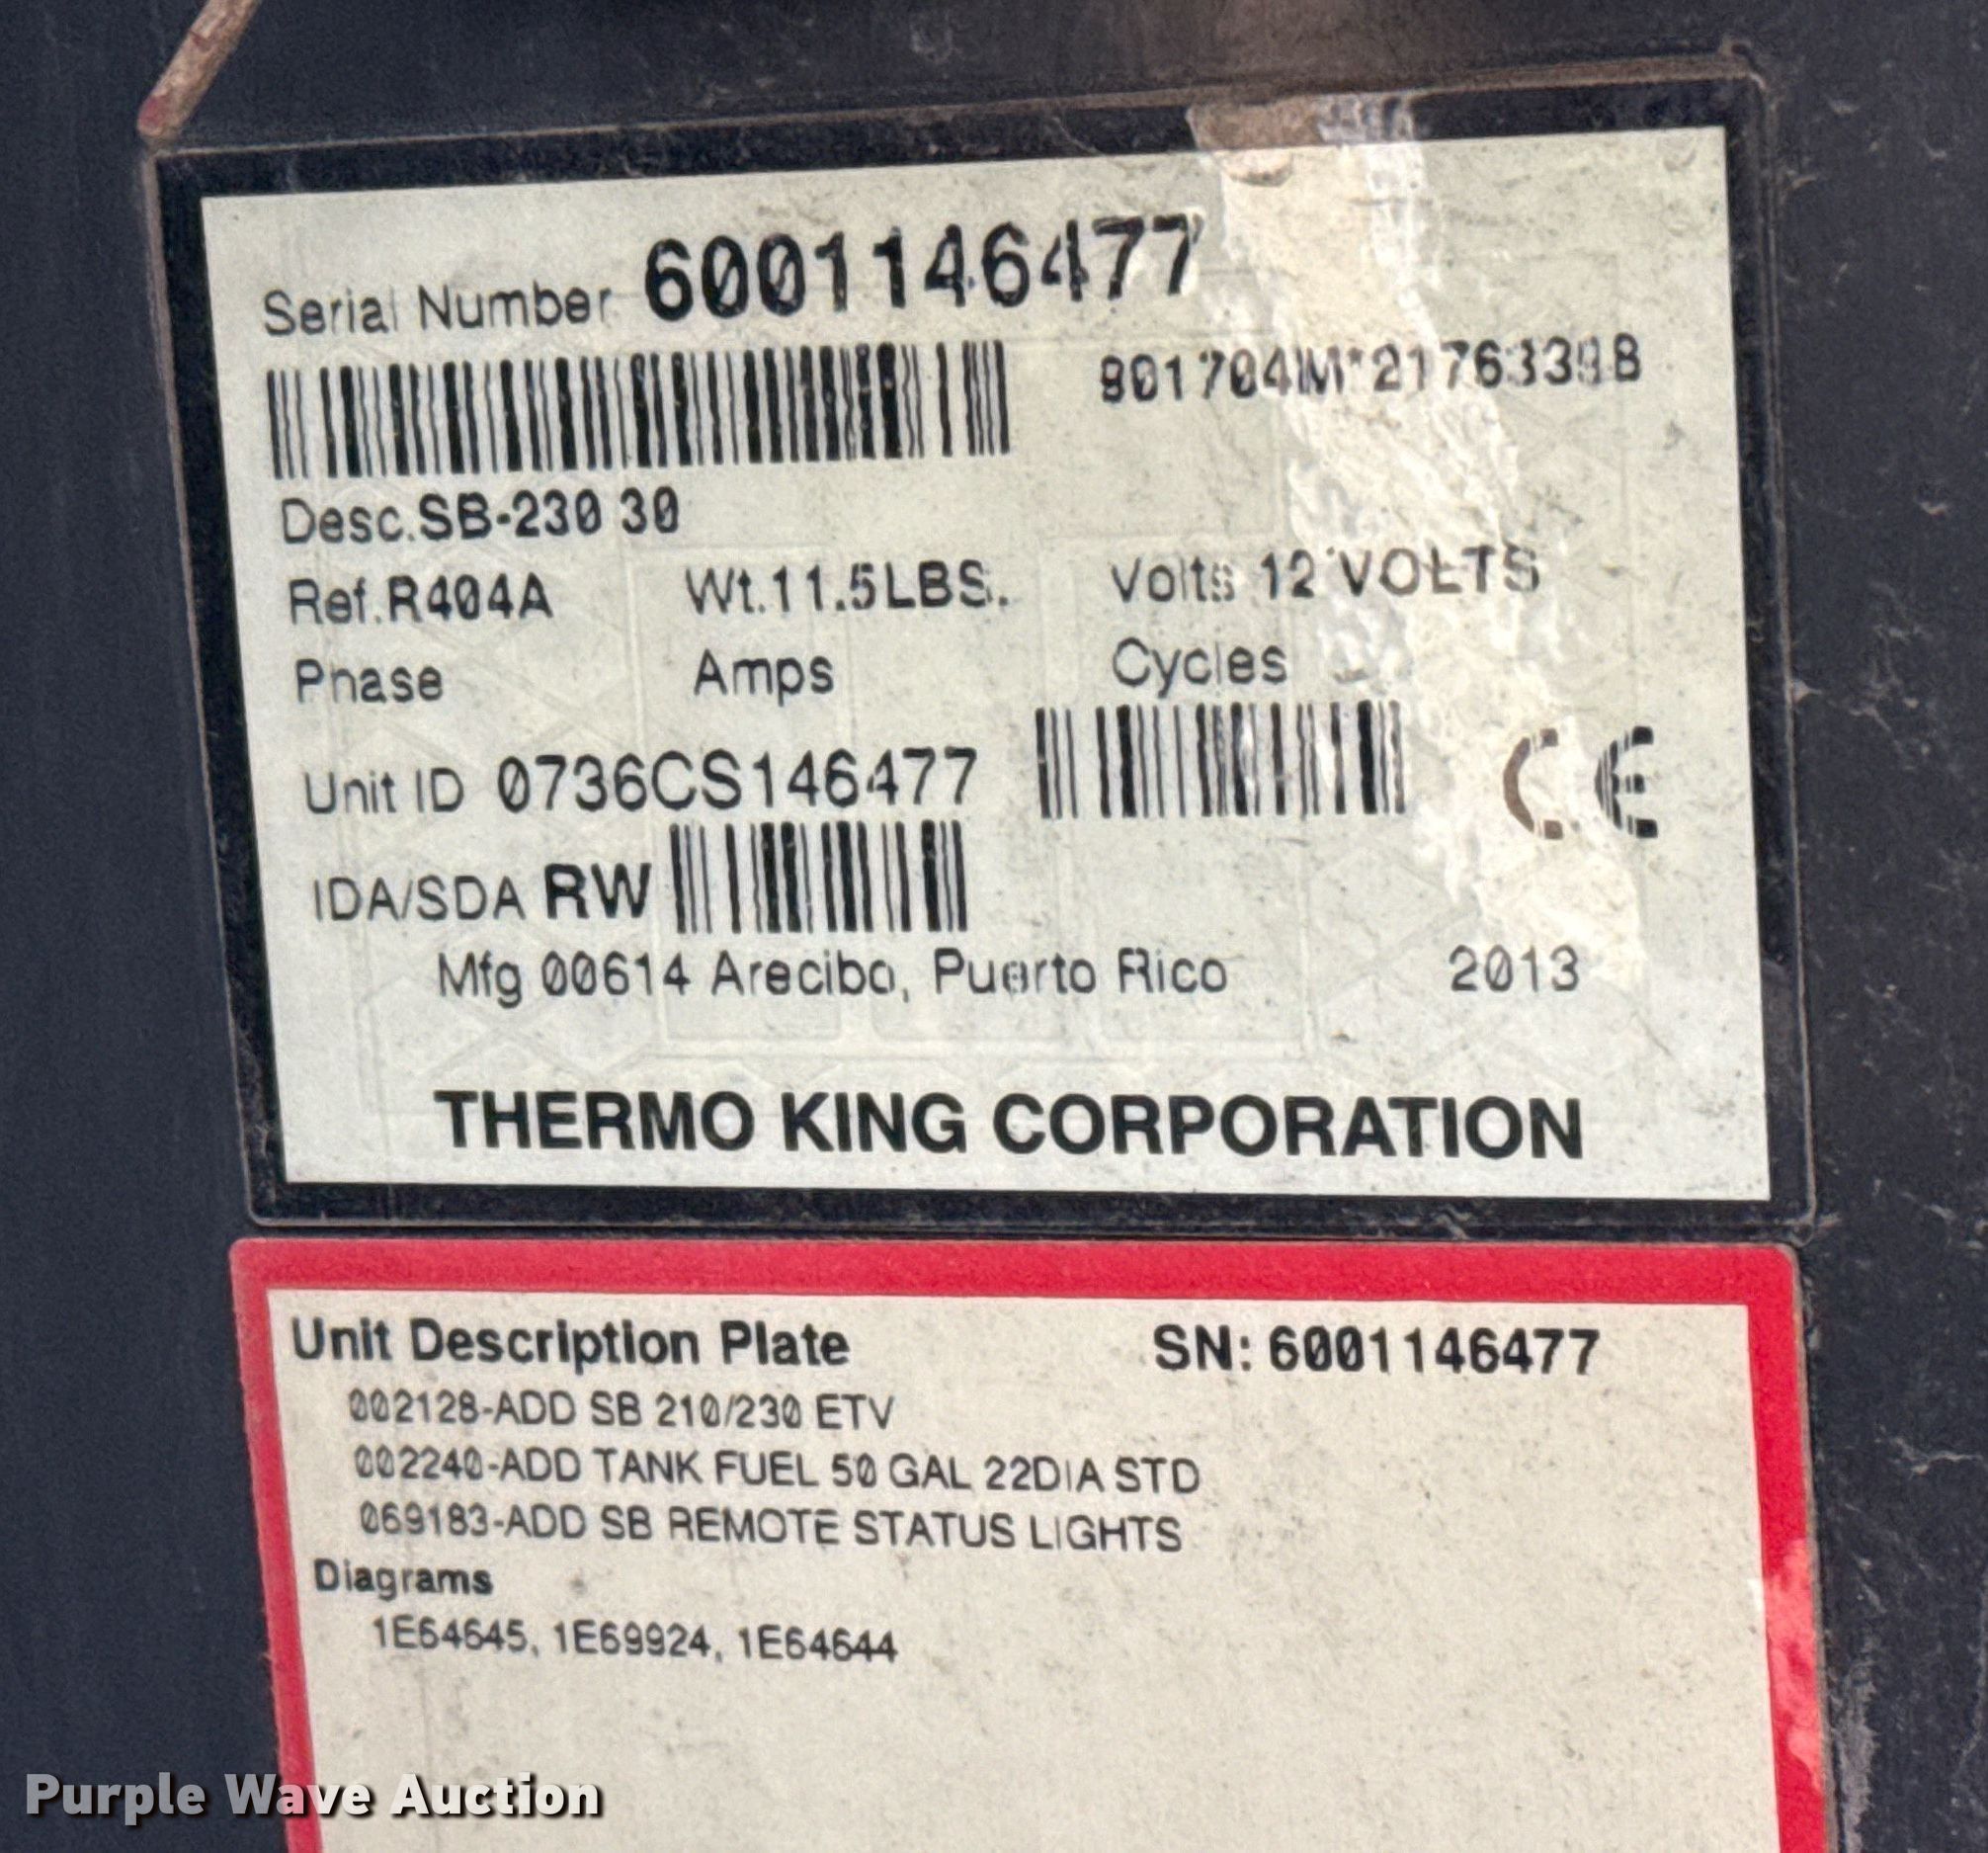 Serial Number 6001146477
901704M*21763398
Desc.SB-230 30
Ref.R404A Wt.11.5LBS. Volts 12 VOLTS
Phase Amps Cycles
Unit ID 0736CS146477
CE
IDA/SDA RW
Mfg 00614 Arecibo, Puerto Rico 2013
THERMO KING CORPORATION
Unit Description Plate SN: 6001146477
002128-ADD SB 210/230 ETV
002240-ADD TANK FUEL 50 GAL 22DIA STD
069183-ADD SB REMOTE STATUS LIGHTS
Diagrams
1E64645, 1E69924, 1E64644
Purple Wave Auction